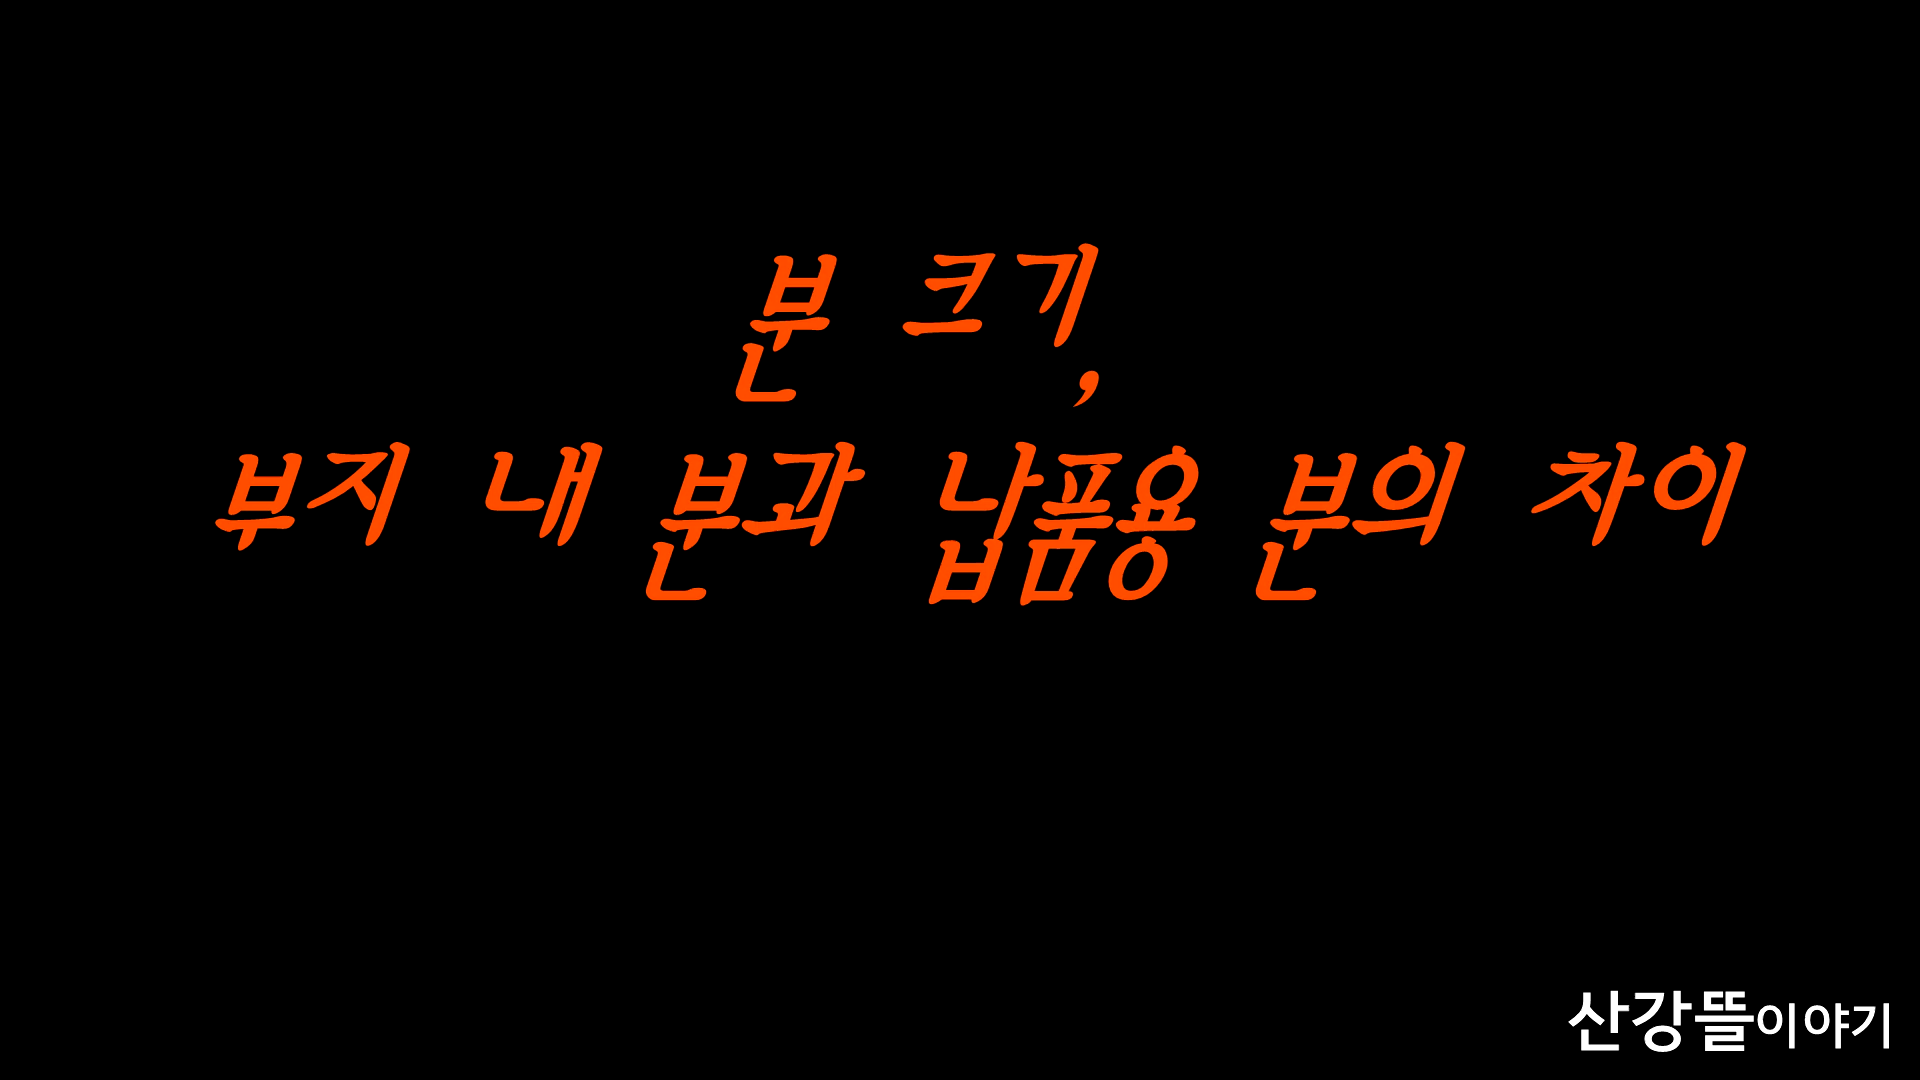 분 크기,
부지 내 분과 납품용 분의 차이
산강뜰이야기